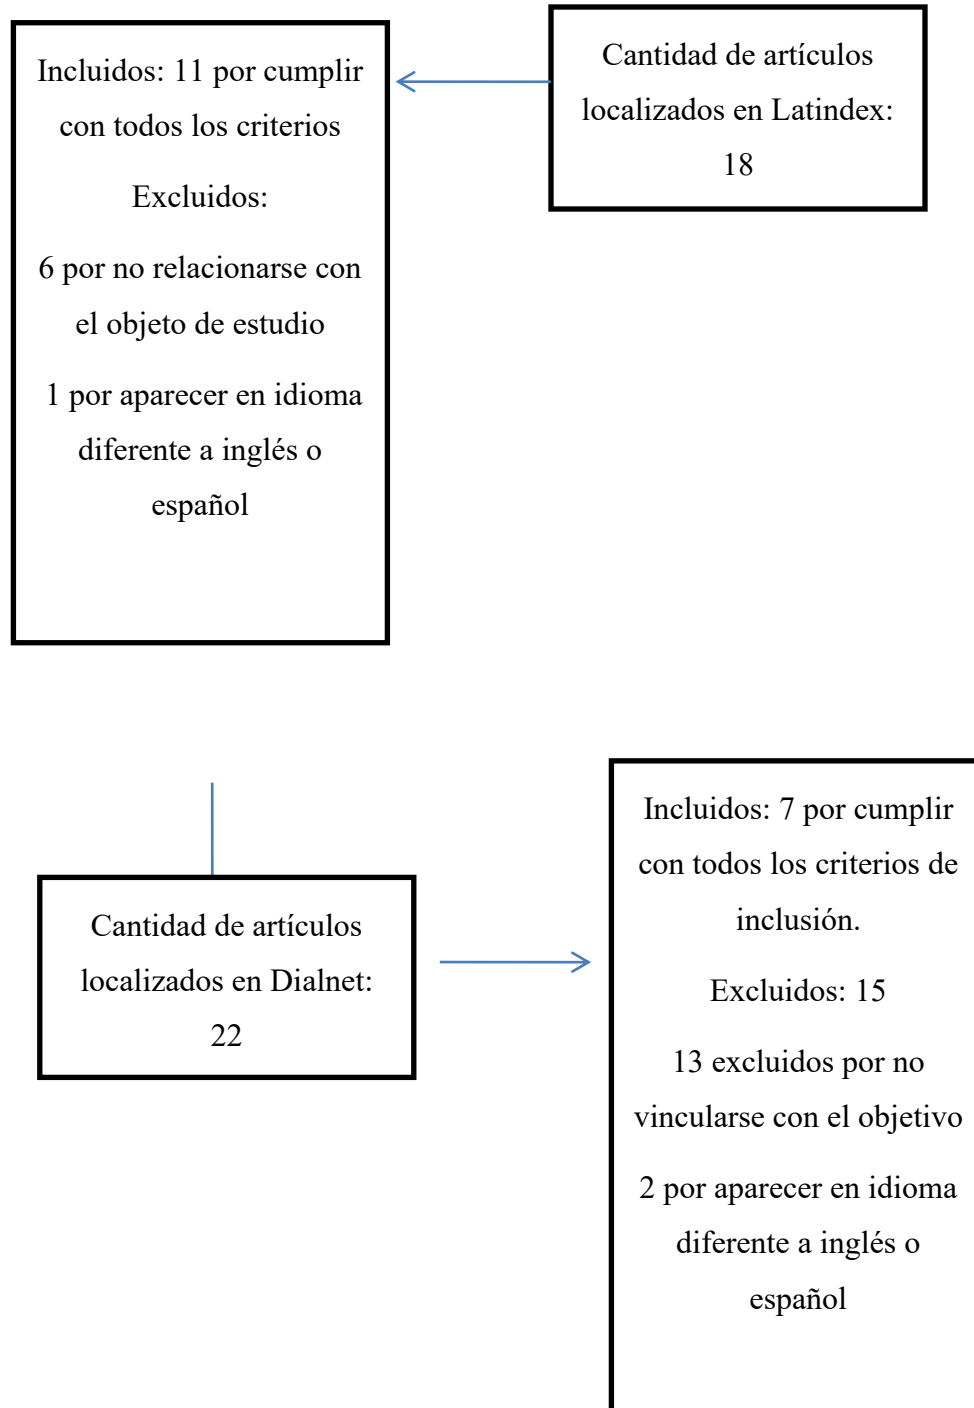 Incluidos: 11 por cumplir
con todos los criterios
Excluidos:
6 por no relacionarse con
el objeto de estudio
1 por aparecer en idioma
diferente a inglés o
español
Cantidad de artículos
localizados en Latindex:
18
Cantidad de artículos
localizados en Dialnet:
22
Incluidos: 7 por cumplir
con todos los criterios de
inclusión.
Excluidos: 15
13 excluidos por no
vincularse con el objetivo
2 por aparecer en idioma
diferente a inglés o
español